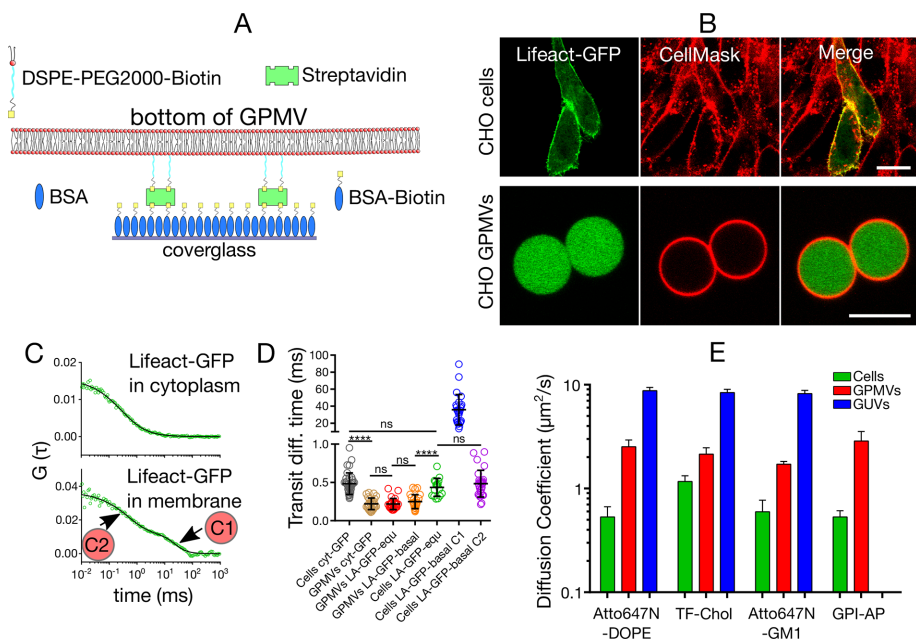 A
DSPE-PEG2000-Biotin
Streptavidin
bottom of GPMV
BSA
BSA-Biotin
coverglass
B
Lifeact-GFP
CellMask
Merge
CHO cells
CHO GPMVs
C
Lifeact-GFP
in cytoplasm
0.02
0.01
0.00
G (τ)
Lifeact-GFP
in membrane
0.04
0.02
0.00
C2
C1
10⁻² 10⁻¹ 10⁰ 10¹ 10² 10³
time (ms)
D
Transit diff. time (ms)
100
80
60
40
20
1.0
0.5
0.0
ns
****
ns
ns
****
ns
Cells cyt-GFP
GPMVs cyt-GFP
GPMVs LA-GFP-equ
GPMVs LA-GFP-basal
Cells LA-GFP-equ
Cells LA-GFP-basal C1
Cells LA-GFP-basal C2
E
Diffusion Coefficient (μm²/s)
10
1
0.1
Cells
GPMVs
GUVs
Atto647N
-DOPE
TF-Chol
Atto647N
-GM1
GPI-AP